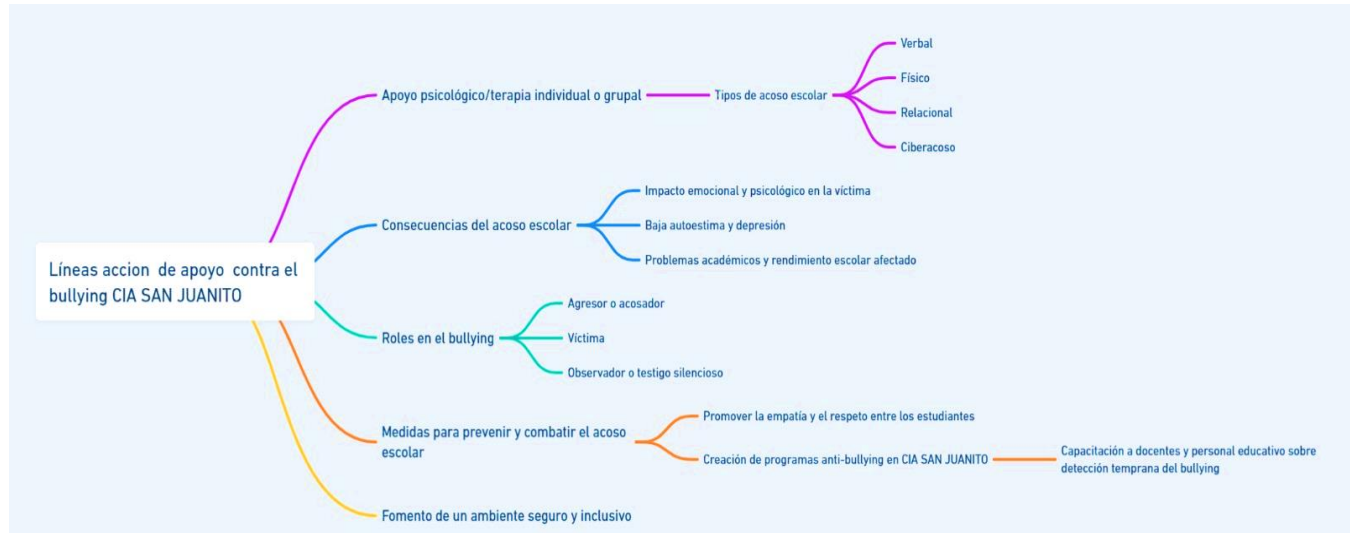 Líneas accion de apoyo contra el
bullying CIA SAN JUANITO
Apoyo psicológico/terapia individual o grupal
Tipos de acoso escolar
Verbal
Físico
Relacional
Ciberacoso
Consecuencias del acoso escolar
Impacto emocional y psicológico en la víctima
Baja autoestima y depresión
Problemas académicos y rendimiento escolar afectado
Roles en el bullying
Agresor o acosador
Víctima
Observador o testigo silencioso
Medidas para prevenir y combatir el acoso
escolar
Promover la empatía y el respeto entre los estudiantes
Creación de programas anti-bullying en CIA SAN JUANITO
Capacitación a docentes y personal educativo sobre
detección temprana del bullying
Fomento de un ambiente seguro y inclusivo